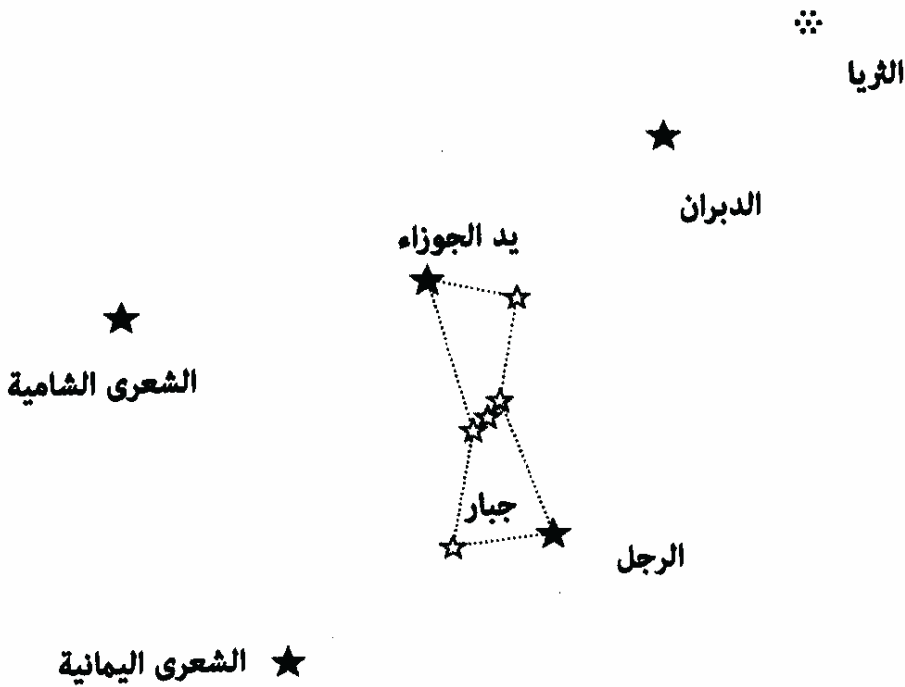 الثريا
الدبران
يد الجوزاء
الشعرى الشامية
جبار
الرجل
الشعرى اليمانية